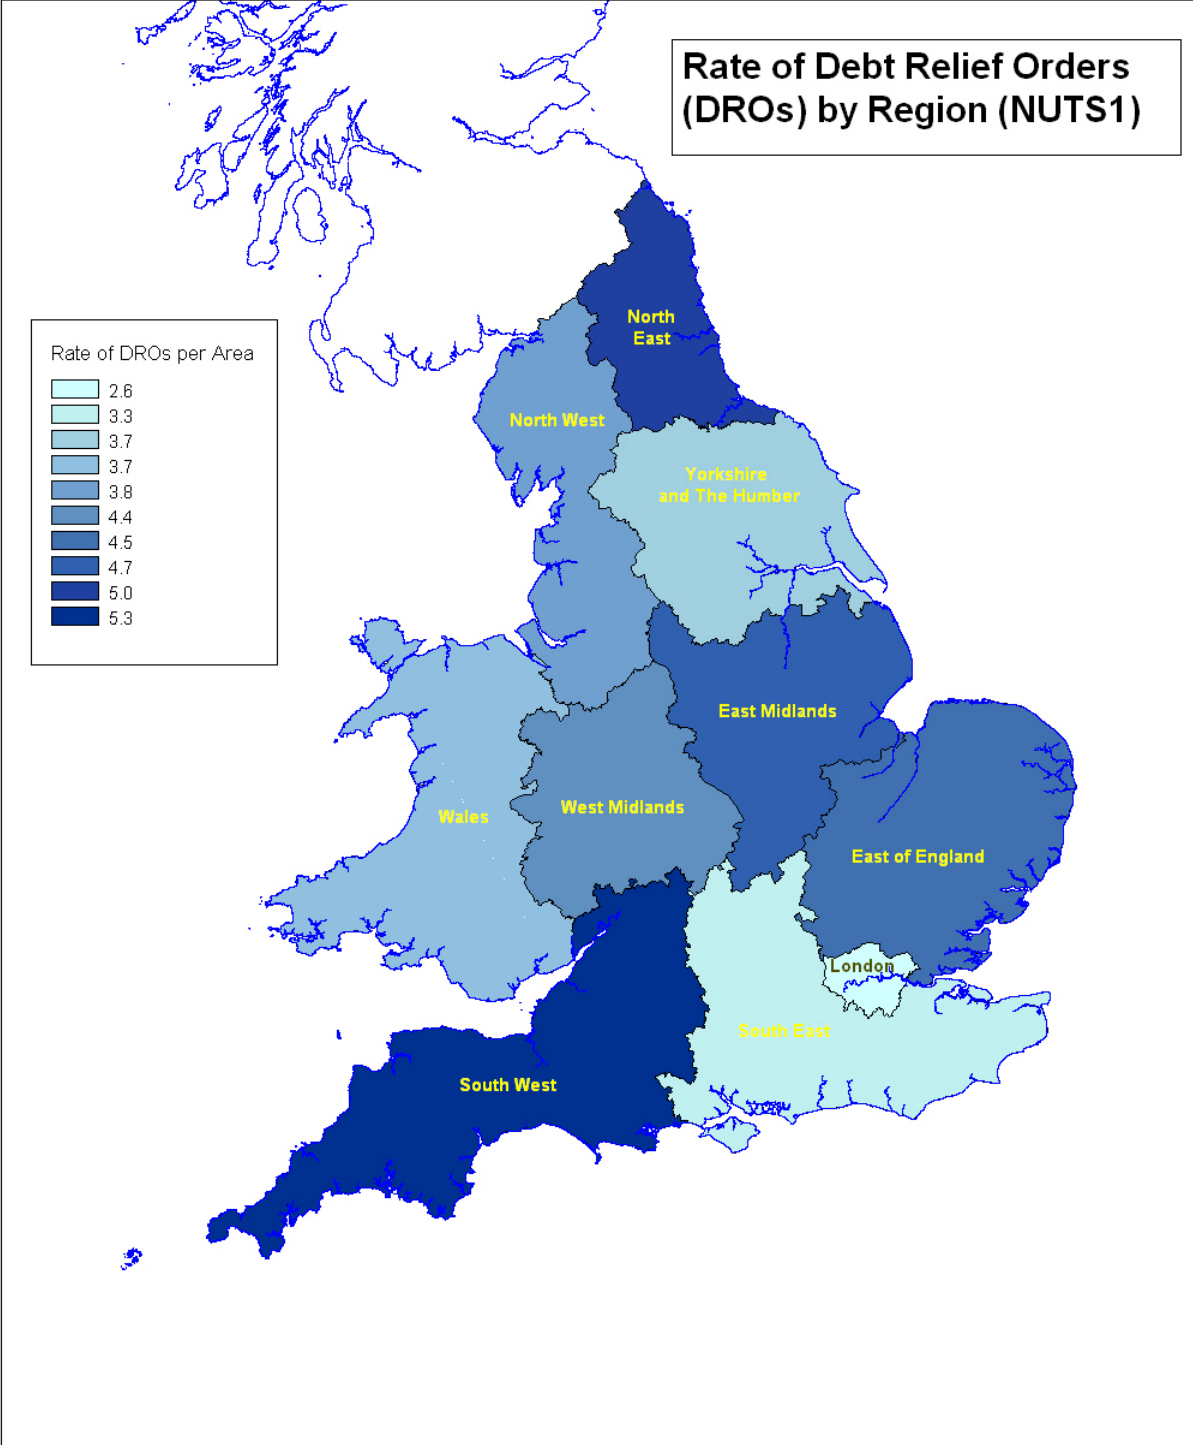 Rate of Debt Relief Orders
(DROs) by Region (NUTS1)
North
East
Rate of DROs per Area
2.6
3.3
3.7
3.7
3.8
4.4
4.5
4.7
5.0
5.3
North West
Yorkshire
and The Humber
East Midlands
West Midlands
Wales
East of England
London
South East
South West